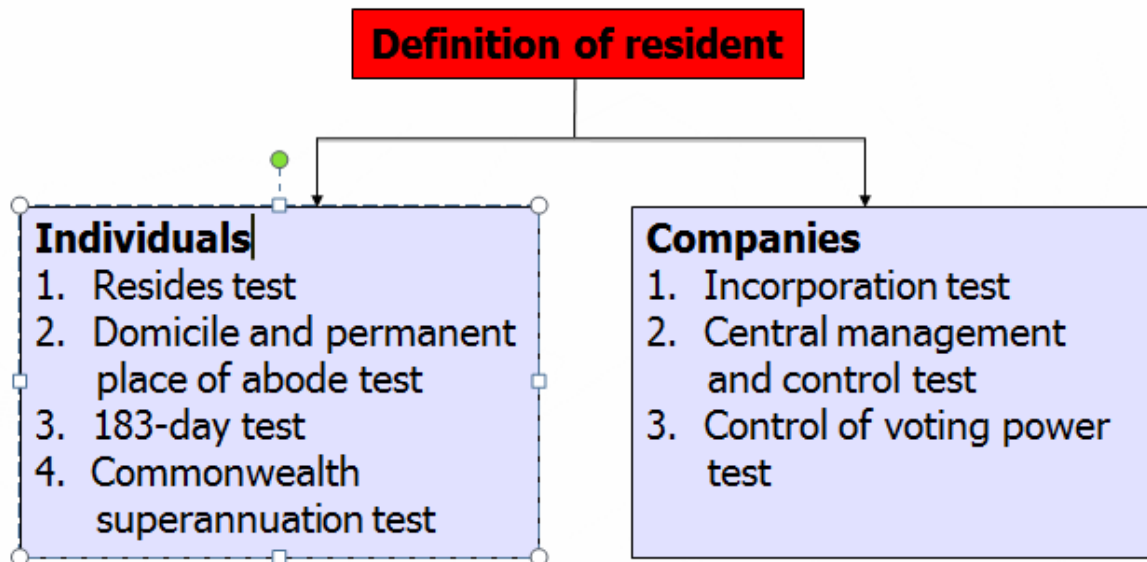 Definition of resident
Individuals
1. Resides test
2. Domicile and permanent
place of abode test
3. 183-day test
4. Commonwealth
superannuation test
Companies
1. Incorporation test
2. Central management
and control test
3. Control of voting power
test